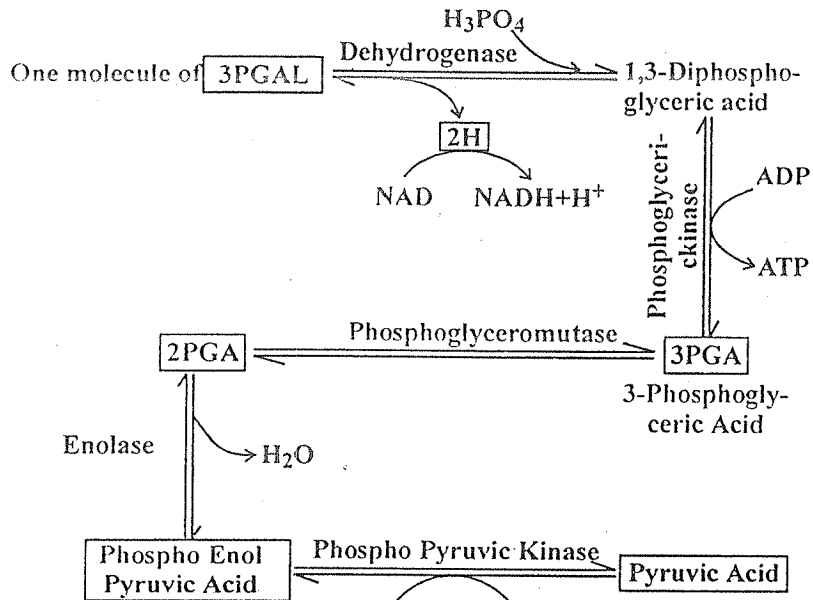 H₃PO₄
Dehydrogenase
One molecule of 3PGAL
1,3-Diphospho-
glyceric acid
2H
NAD
NADH+H⁺
Phosphoglyceri-
ckinase
ADP
ATP
2PGA
Phosphoglyceromutase
3PGA
3-Phosphogly-
ceric Acid
Enolase
H₂O
Phospho Enol
Pyruvic Acid
Phospho Pyruvic Kinase
Pyruvic Acid